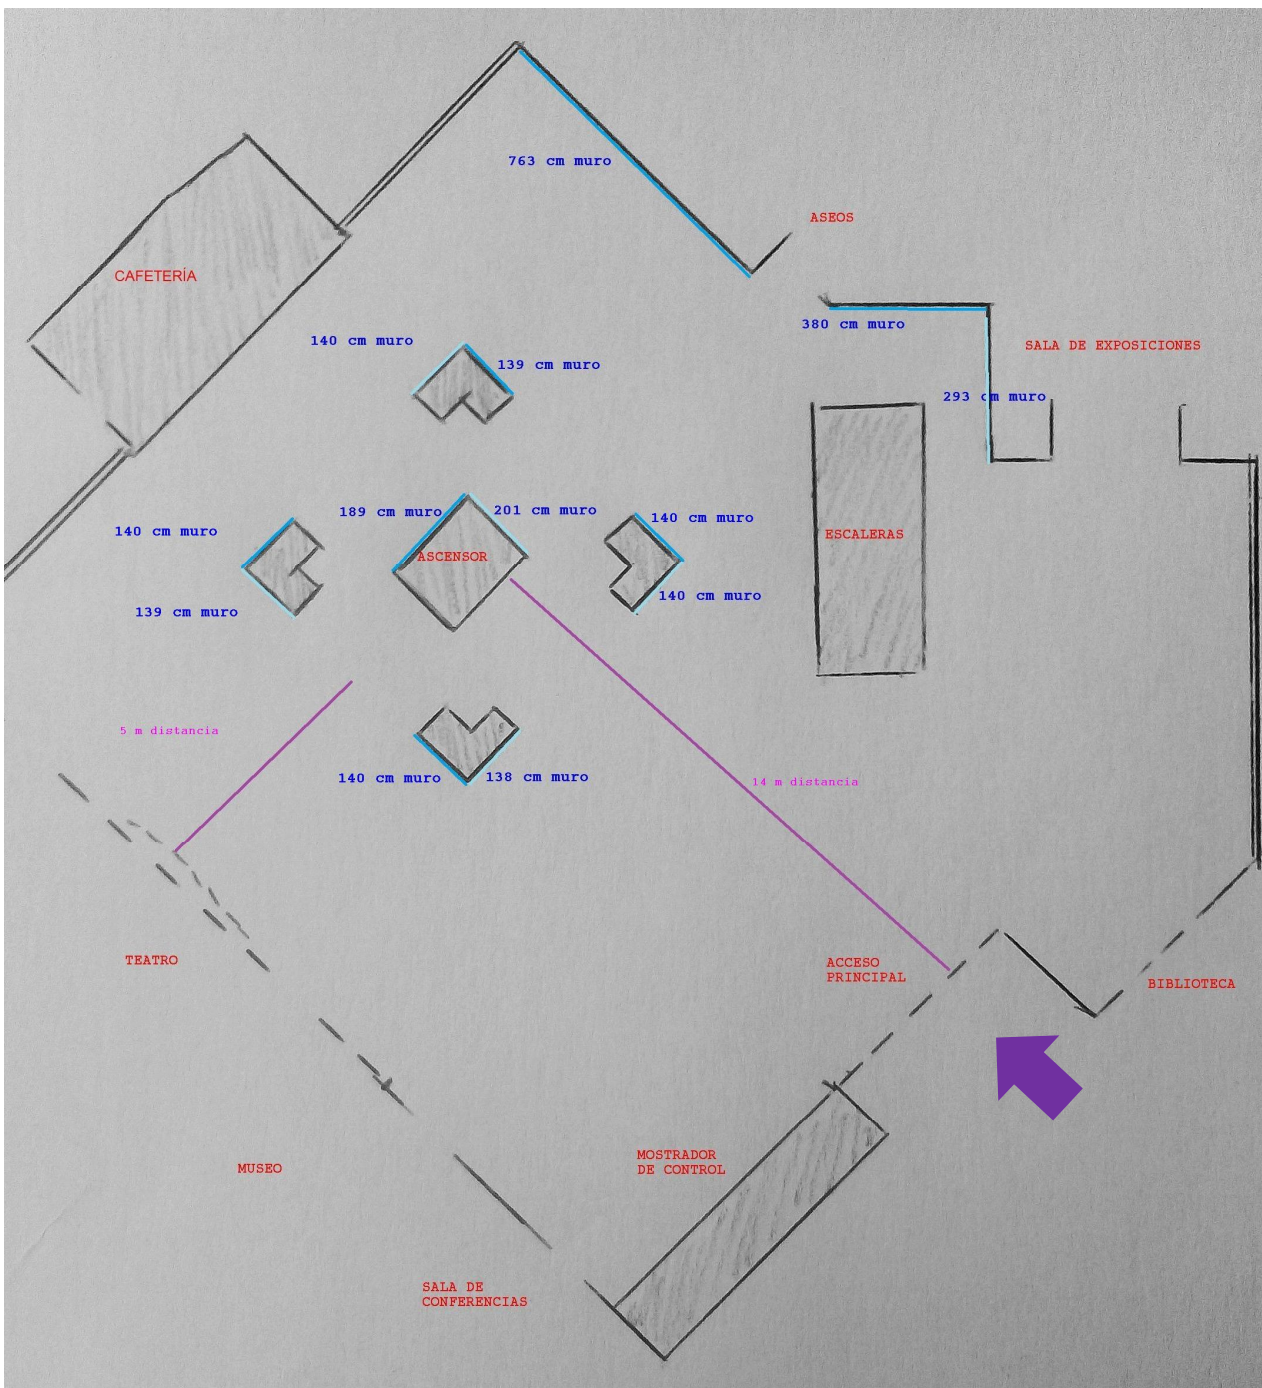 763 cm muro
ASEOS
CAFETERÍA
380 cm muro
140 cm muro
SALA DE EXPOSICIONES
139 cm muro
293 cm muro
189 cm muro
201 cm muro
140 cm muro
140 cm muro
ESCALERAS
ASCENSOR
140 cm muro
139 cm muro
5 m distancia
140 cm muro
138 cm muro
14 m distancia
TEATRO
ACCESO
PRINCIPAL
BIBLIOTECA
MUSEO
MOSTRADOR
DE CONTROL
SALA DE
CONFERENCIAS